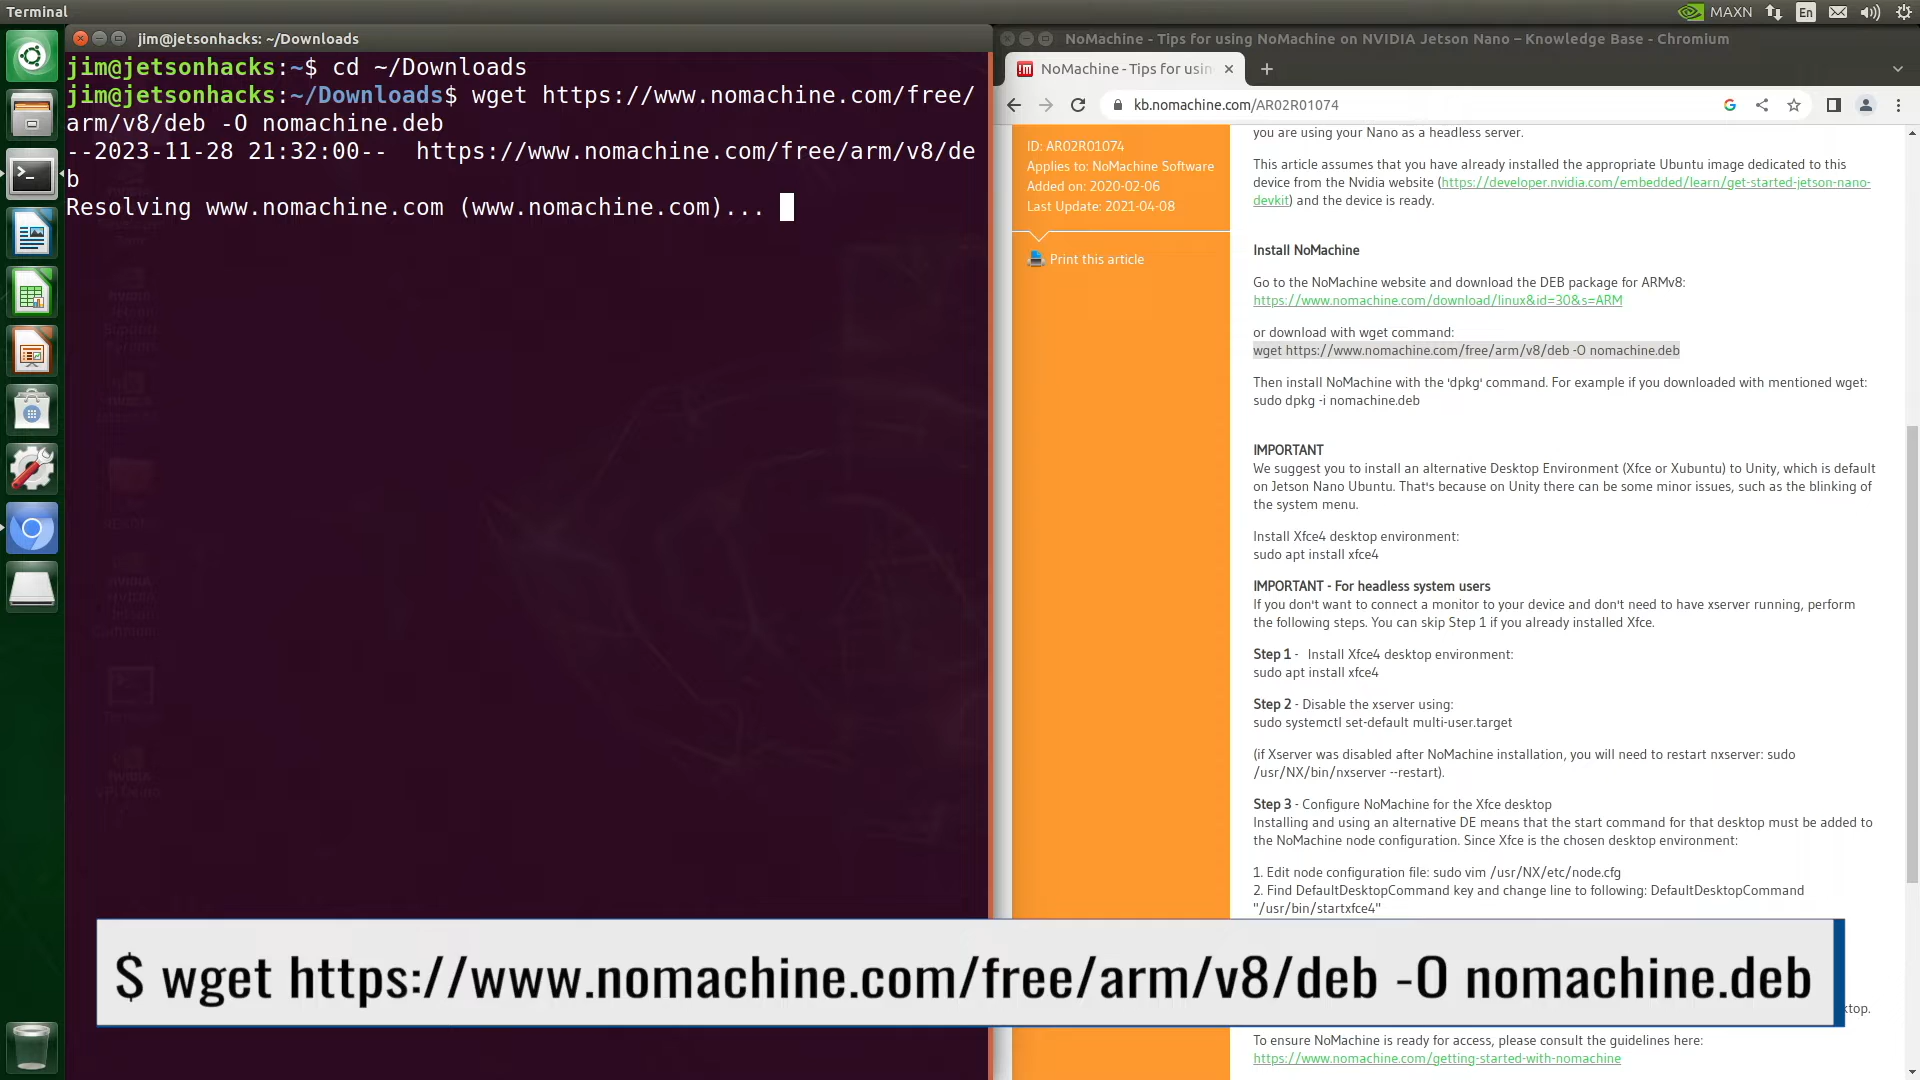 Terminal
MAXN
En
jim@jetsonhacks: ~/Downloads
jim@jetsonhacks:~$ cd ~/Downloads
jim@jetsonhacks:~/Downloads$ wget https://www.nomachine.com/free/
arm/v8/deb -O nomachine.deb
--2023-11-28 21:32:00--  https://www.nomachine.com/free/arm/v8/de
b
Resolving www.nomachine.com (www.nomachine.com)...
NoMachine - Tips for using NoMachine on NVIDIA Jetson Nano – Knowledge Base - Chromium
NoMachine - Tips for usin
kb.nomachine.com/AR02R01074
ID: AR02R01074
Applies to: NoMachine Software
Added on: 2020-02-06
Last Update: 2021-04-08
Print this article
you are using your Nano as a headless server.
This article assumes that you have already installed the appropriate Ubuntu image dedicated to this
device from the Nvidia website (https://developer.nvidia.com/embedded/learn/get-started-jetson-nano-
devkit) and the device is ready.
Install NoMachine
Go to the NoMachine website and download the DEB package for ARMv8:
https://www.nomachine.com/download/linux&id=30&s=ARM
or download with wget command:
wget https://www.nomachine.com/free/arm/v8/deb -O nomachine.deb
Then install NoMachine with the 'dpkg' command. For example if you downloaded with mentioned wget:
sudo dpkg -i nomachine.deb
IMPORTANT
We suggest you to install an alternative Desktop Environment (Xfce or Xubuntu) to Unity, which is default
on Jetson Nano Ubuntu. That's because on Unity there can be some minor issues, such as the blinking of
the system menu.
Install Xfce4 desktop environment:
sudo apt install xfce4
IMPORTANT - For headless system users
If you don't want to connect a monitor to your device and don't need to have xserver running, perform
the following steps. You can skip Step 1 if you already installed Xfce.
Step 1 -   Install Xfce4 desktop environment:
sudo apt install xfce4
Step 2 - Disable the xserver using:
sudo systemctl set-default multi-user.target
(if Xserver was disabled after NoMachine installation, you will need to restart nxserver: sudo
/usr/NX/bin/nxserver --restart).
Step 3 - Configure NoMachine for the Xfce desktop
Installing and using an alternative DE means that the start command for that desktop must be added to
the NoMachine node configuration. Since Xfce is the chosen desktop environment:
1. Edit node configuration file: sudo vim /usr/NX/etc/node.cfg
2. Find DefaultDesktopCommand key and change line to following: DefaultDesktopCommand
"/usr/bin/startxfce4"
$ wget https://www.nomachine.com/free/arm/v8/deb -O nomachine.deb
ktop.
To ensure NoMachine is ready for access, please consult the guidelines here:
https://www.nomachine.com/getting-started-with-nomachine